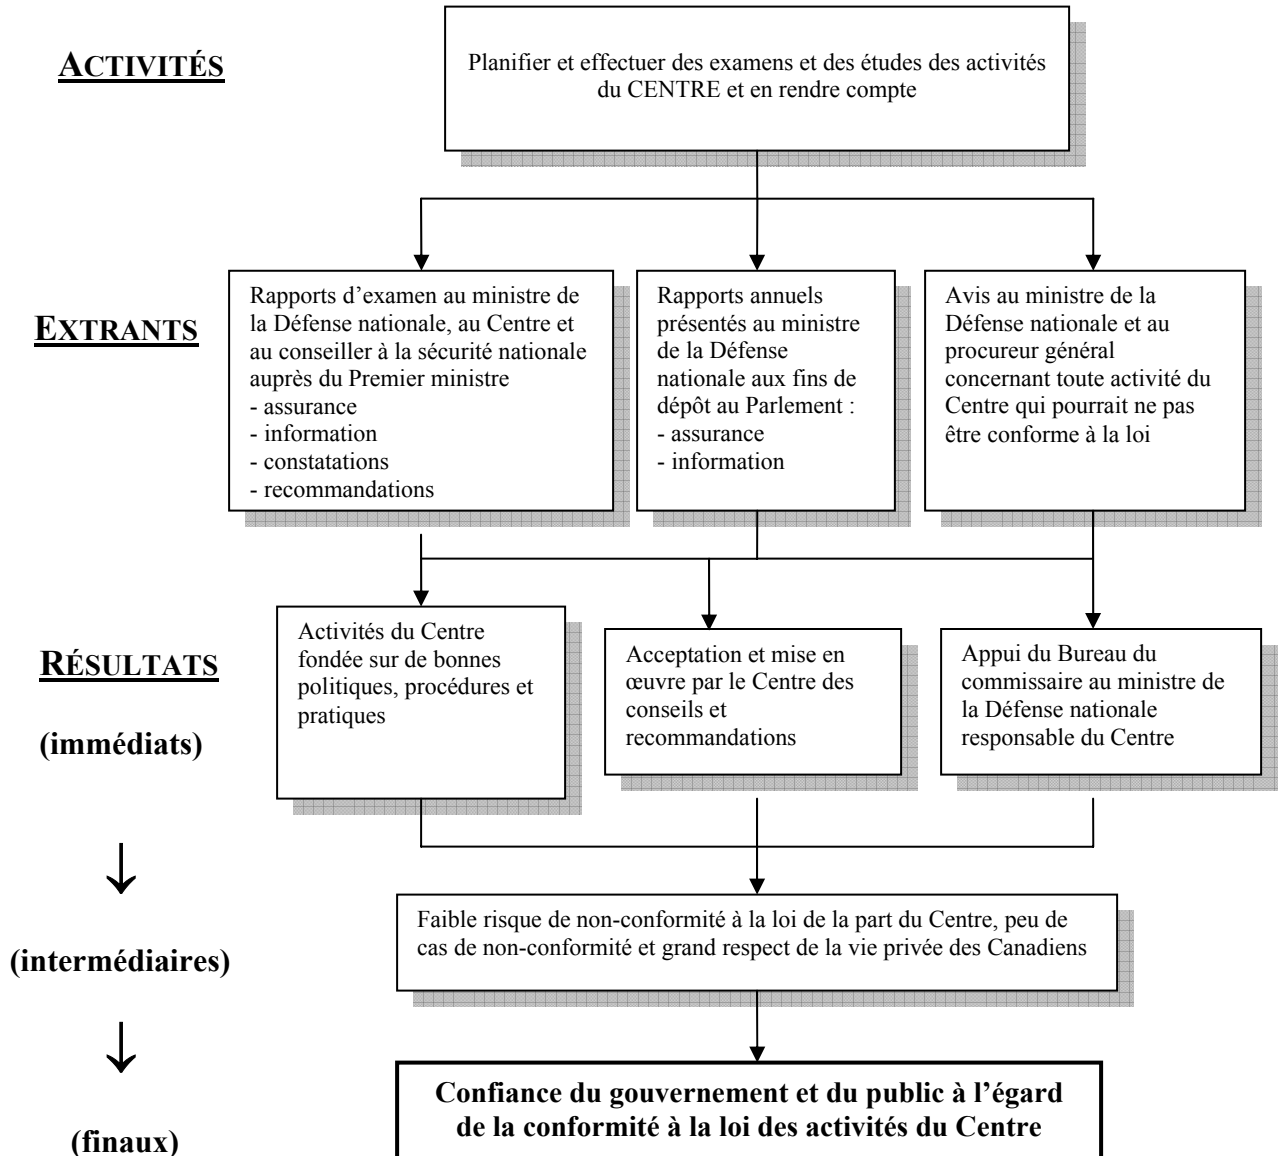 ACTIVITÉS
Planifier et effectuer des examens et des études des activités
du CENTRE et en rendre compte
EXTRANTS
Rapports d’examen au ministre de
la Défense nationale, au Centre et
au conseiller à la sécurité nationale
auprès du Premier ministre
- assurance
- information
- constatations
- recommandations
Rapports annuels
présentés au ministre
de la Défense
nationale aux fins de
dépôt au Parlement :
- assurance
- information
Avis au ministre de la
Défense nationale et au
procureur général
concernant toute activité du
Centre qui pourrait ne pas
être conforme à la loi
RÉSULTATS
(immédiats)
Activités du Centre
fondée sur de bonnes
politiques, procédures et
pratiques
Acceptation et mise en
œuvre par le Centre des
conseils et
recommandations
Appui du Bureau du
commissaire au ministre de
la Défense nationale
responsable du Centre
(intermédiaires)
Faible risque de non-conformité à la loi de la part du Centre, peu de
cas de non-conformité et grand respect de la vie privée des Canadiens
(finaux)
Confiance du gouvernement et du public à l’égard
de la conformité à la loi des activités du Centre